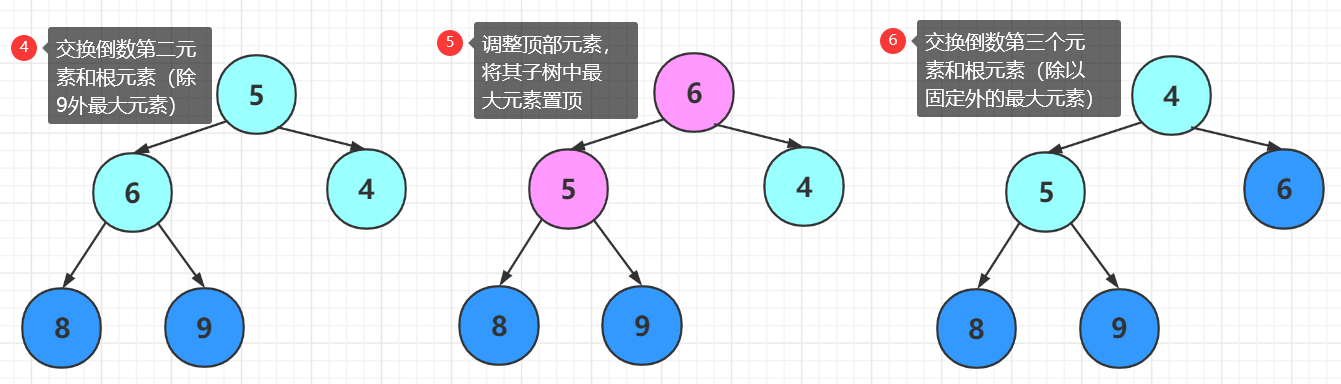 4
交换倒数第二元
素和根元素（除
9外最大元素）
5
6
4
8
9
5
调整顶部元素，
将其子树中最
大元素置顶
6
5
4
8
9
6
交换倒数第三个元
素和根元素（除以
固定外的最大元素）
4
5
6
8
9